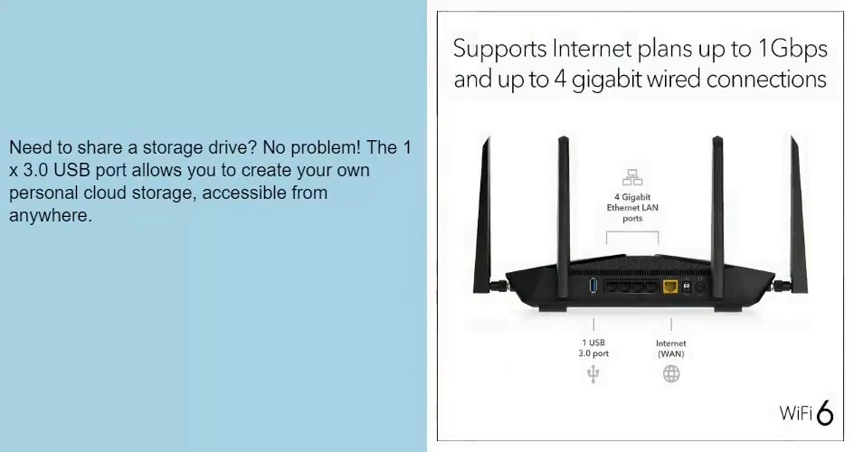 Need to share a storage drive? No problem! The 1
x 3.0 USB port allows you to create your own
personal cloud storage, accessible from
anywhere.
Supports Internet plans up to 1Gbps
and up to 4 gigabit wired connections
4 Gigabit
Ethernet LAN
ports
1 USB
3.0 port
Internet
(WAN)
WiFi 6